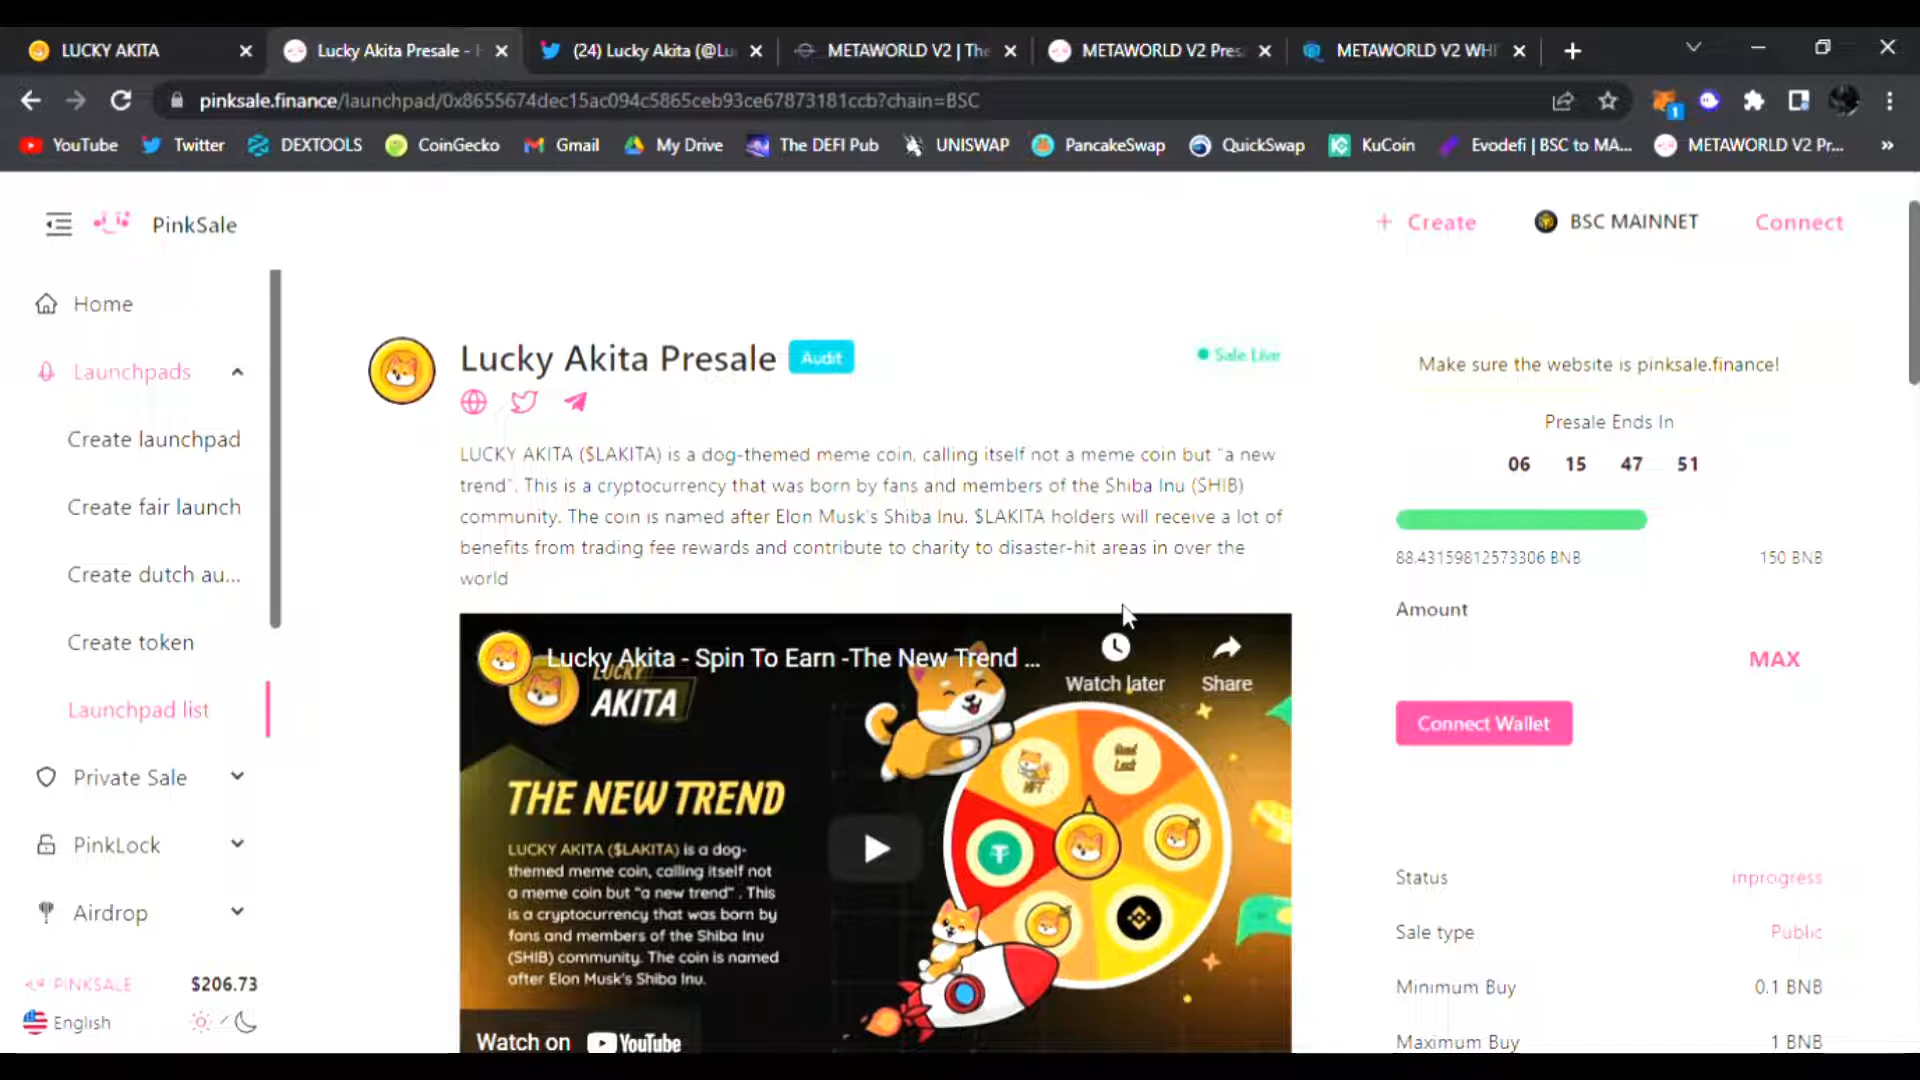 LUCKY AKITA
Lucky Akita Presale -
(24) Lucky Akita (@Lu
METAWORLD V2 | The
METAWORLD V2 Pres
METAWORLD V2 WHI
pinksale.finance/launchpad/0x8655674dec15ac094c5865ceb93ce67873181ccb?chain=BSC
1
YouTube
Twitter
DEXTOOLS
CoinGecko
Gmail
My Drive
The DEFI Pub
UNISWAP
PancakeSwap
QuickSwap
KuCoin
Evodefi | BSC to MA...
METAWORLD V2 Pr...
»
PinkSale
+ Create
BSC MAINNET
Connect
Home
Launchpads
Create launchpad
Create fair launch
Create dutch au...
Create token
Launchpad list
Private Sale
PinkLock
Airdrop
PINKSALE
$206.73
English
Lucky Akita Presale
Audit
Sale Live
LUCKY AKITA ($LAKITA) is a dog-themed meme coin, calling itself not a meme coin but "a new
trend". This is a cryptocurrency that was born by fans and members of the Shiba Inu (SHIB)
community. The coin is named after Elon Musk's Shiba Inu. $LAKITA holders will receive a lot of
benefits from trading fee rewards and contribute to charity to disaster-hit areas in over the
world
Lucky Akita - Spin To Earn -The New Trend ...
Watch later
Share
LUCKY
AKITA
THE NEW TREND
LUCKY AKITA ($LAKITA) is a dog-
themed meme coin, calling itself not
a meme coin but "a new trend" . This
is a cryptocurrency that was born by
fans and members of the Shiba Inu
(SHIB) community. The coin is named
after Elon Musk's Shiba Inu.
NFT
Good
Luck
Watch on YouTube
Make sure the website is pinksale.finance!
Presale Ends In
06 15 47 51
88.43159812573306 BNB
150 BNB
Amount
MAX
Connect Wallet
Status
inprogress
Sale type
Public
Minimum Buy
0.1 BNB
Maximum Buy
1 BNB